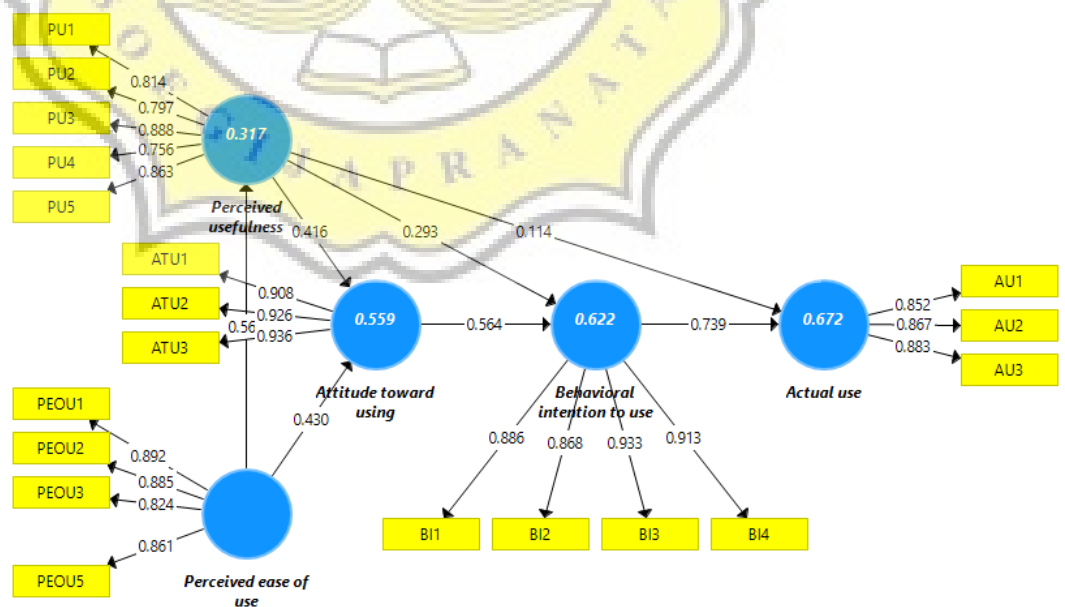 PU1
PU2
PU3
PU4
PU5
0.814
0.797
0.888
0.756
0.863
0.317
Perceived
usefulness
JAPRANATA
0.416
0.293
0.114
ATU1
ATU2
ATU3
0.908
0.926
0.936
0.56
0.559
Attitude toward
using
0.564
0.622
Behavioral
intention to use
0.739
0.672
Actual use
0.852
0.867
0.883
AU1
AU2
AU3
PEOU1
PEOU2
PEOU3
PEOU5
0.892
0.885
0.824
0.861
0.430
Perceived ease of
use
0.886
0.868
0.933
0.913
BI1
BI2
BI3
BI4